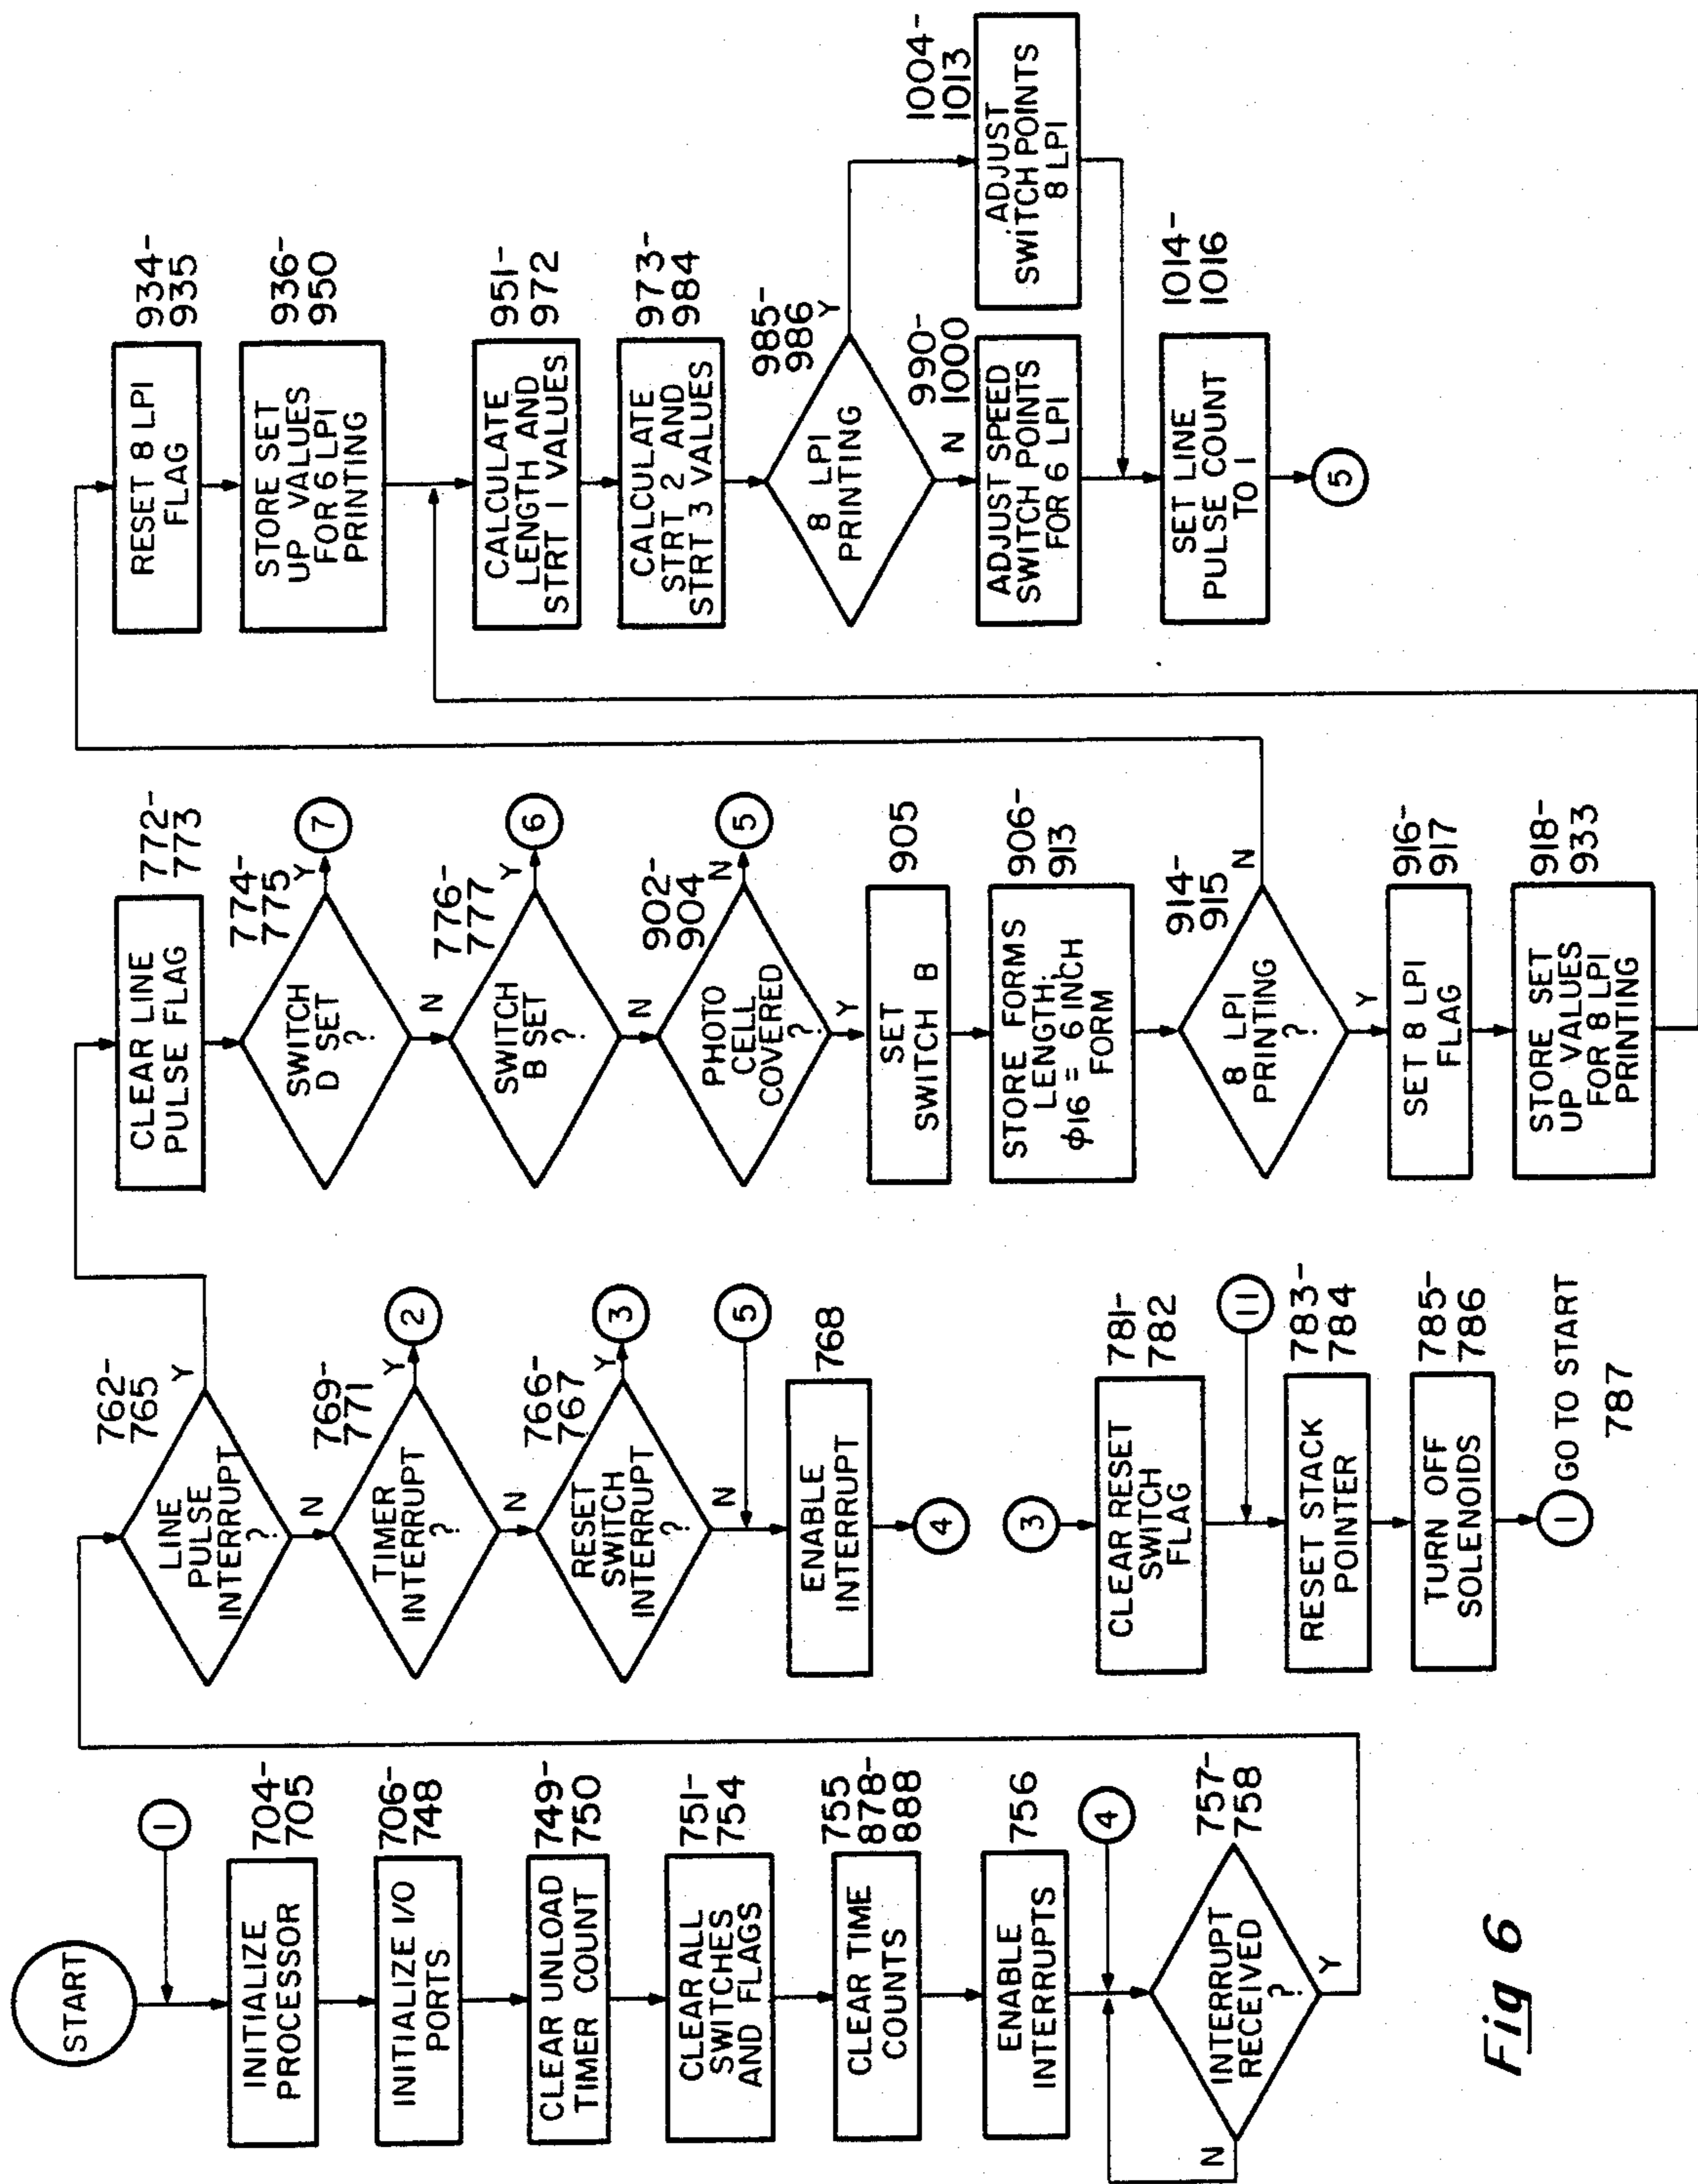 START
1
INITIALIZE
PROCESSOR
704-
705
INITIALIZE I/O
PORTS
706-
748
CLEAR UNLOAD
TIMER COUNT
749-
750
CLEAR ALL
SWITCHES
AND FLAGS
751-
754
CLEAR TIME
COUNTS
755
878-
888
ENABLE
INTERRUPTS
756
4
INTERRUPT
RECEIVED
?
757-
758
N
Y
LINE
PULSE
INTERRUPT
?
762-
765
Y
N
TIMER
INTERRUPT
?
769-
771
Y
2
N
RESET
SWITCH
INTERRUPT
?
766-
767
Y
3
N
5
ENABLE
INTERRUPT
768
4
3
CLEAR RESET
SWITCH
FLAG
781-
782
11
RESET STACK
POINTER
783-
784
TURN OFF
SOLENOIDS
785-
786
1 GO TO START
787
CLEAR LINE
PULSE FLAG
772-
773
SWITCH
D SET
?
774-
775
Y
7
N
SWITCH
B SET
?
776-
777
Y
6
N
PHOTO
CELL
COVERED
?
902-
904
N
5
Y
SET
SWITCH B
905
STORE FORMS
LENGTH.
ϕ16 = 6 INCH
FORM
906-
913
8 LPI
PRINTING
?
914-
915
N
Y
SET 8 LPI
FLAG
916-
917
STORE SET
UP VALUES
FOR 8 LPI
PRINTING
918-
933
RESET 8 LPI
FLAG
934-
935
STORE SET
UP VALUES
FOR 6 LPI
PRINTING
936-
950
CALCULATE
LENGTH AND
STRT 1 VALUES
951-
972
CALCULATE
STRT 2 AND
STRT 3 VALUES
973-
984
8 LPI
PRINTING
985-
986
Y
N
ADJUST SPEED
SWITCH POINTS
FOR 6 LPI
990-
1000
ADJUST
SWITCH POINTS
8 LPI
1004-
1013
SET LINE
PULSE COUNT
TO 1
1014-
1016
5
Fig 6